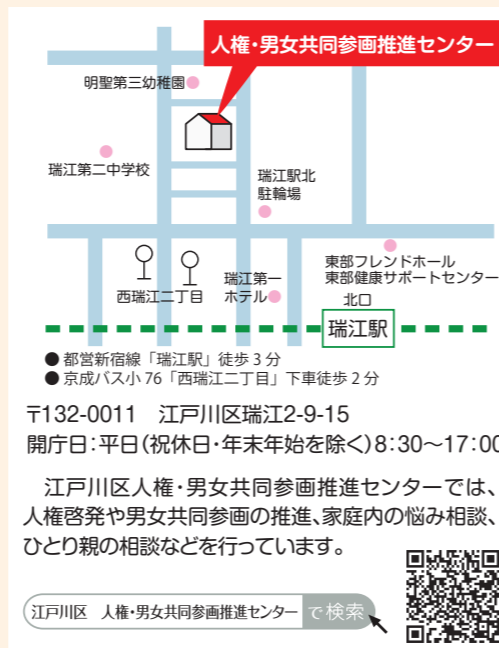 人権・男女共同参画推進センター
明聖第三幼稚園
瑞江第二中学校
瑞江駅北
駐輪場
東部フレンドホール
東部健康サポートセンター
西瑞江二丁目
瑞江第一
ホテル
北口
瑞江駅
● 都営新宿線「瑞江駅」徒歩3分
● 京成バス小76「西瑞江二丁目」下車徒歩2分
〒132-0011　江戸川区瑞江2-9-15
開庁日：平日（祝休日・年末年始を除く）8：30～17：00
江戸川区人権・男女共同参画推進センターでは、
人権啓発や男女共同参画の推進、家庭内の悩み相談、
ひとり親の相談などを行っています。
江戸川区　人権・男女共同参画推進センター　で検索